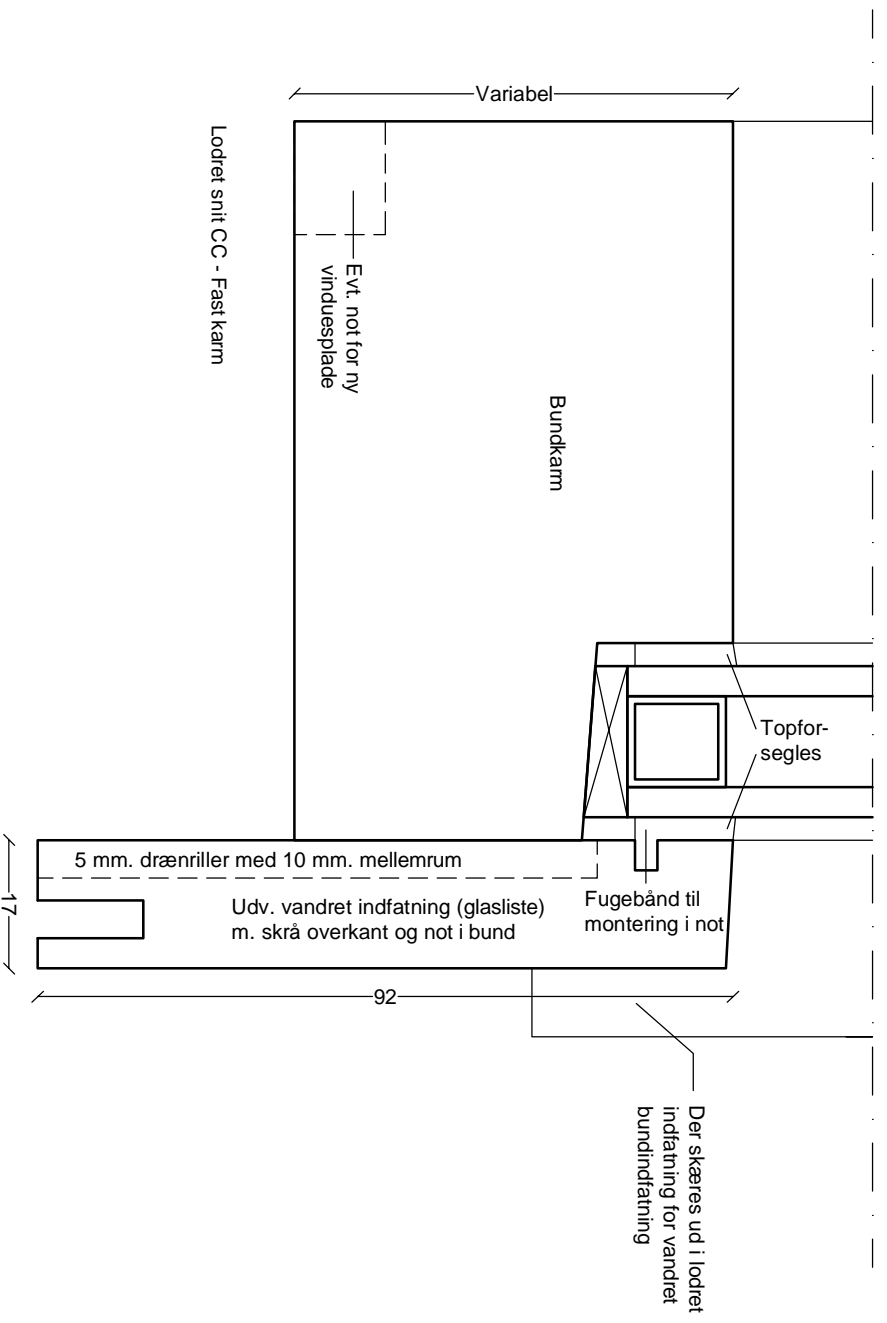 Variabel
Lodret snit CC - Fast karm
Evt. not for ny
vinduesplade
Bundkarm
Topfor-
segles
5 mm. drænriller med 10 mm. mellemrum
Udv. vandret indfatning (glasliste)
m. skrå overkant og not i bund
Fugebånd til
montering i not
17
92
Der skæres ud i lodret
indfatning for vandret
bundindfatning